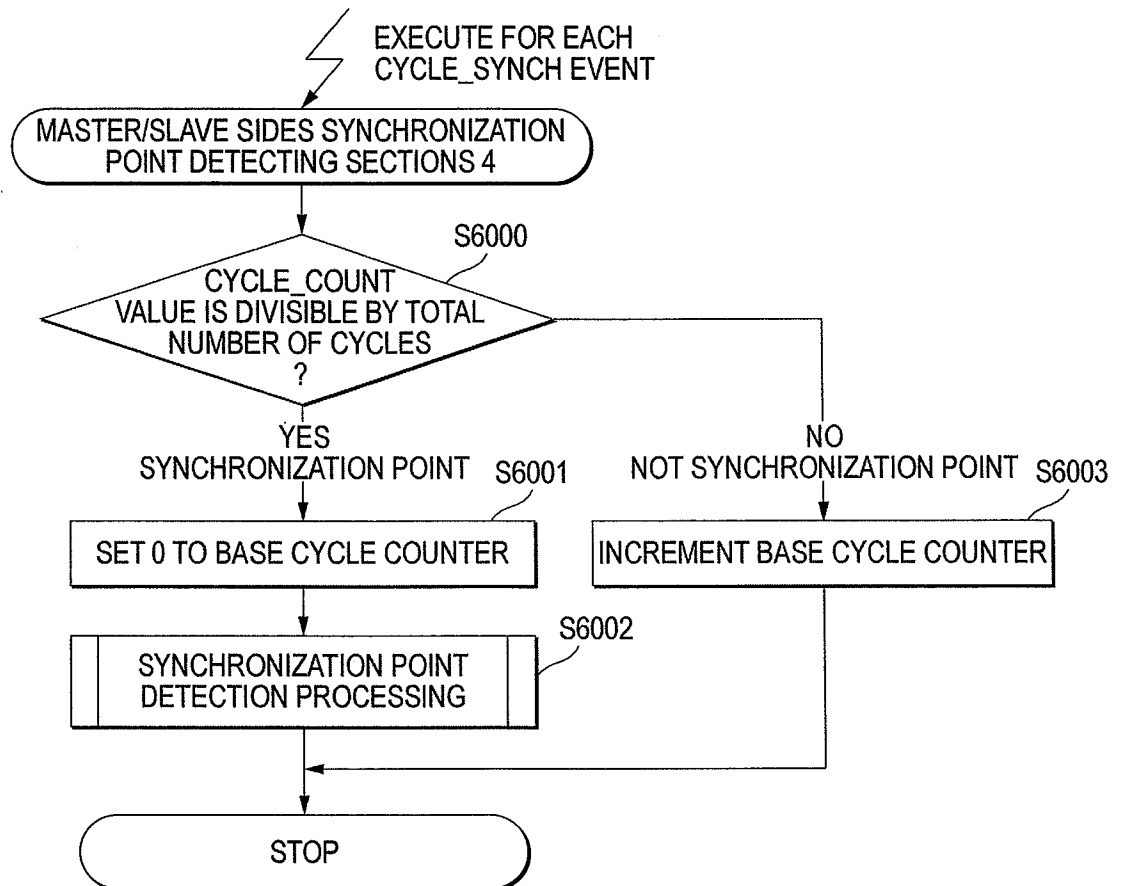 EXECUTE FOR EACH
CYCLE_SYNCH EVENT
MASTER/SLAVE SIDES SYNCHRONIZATION
POINT DETECTING SECTIONS 4
S6000
CYCLE_COUNT
VALUE IS DIVISIBLE BY TOTAL
NUMBER OF CYCLES
?
YES
SYNCHRONIZATION POINT
NO
NOT SYNCHRONIZATION POINT
S6001
SET 0 TO BASE CYCLE COUNTER
S6003
INCREMENT BASE CYCLE COUNTER
S6002
SYNCHRONIZATION POINT
DETECTION PROCESSING
STOP